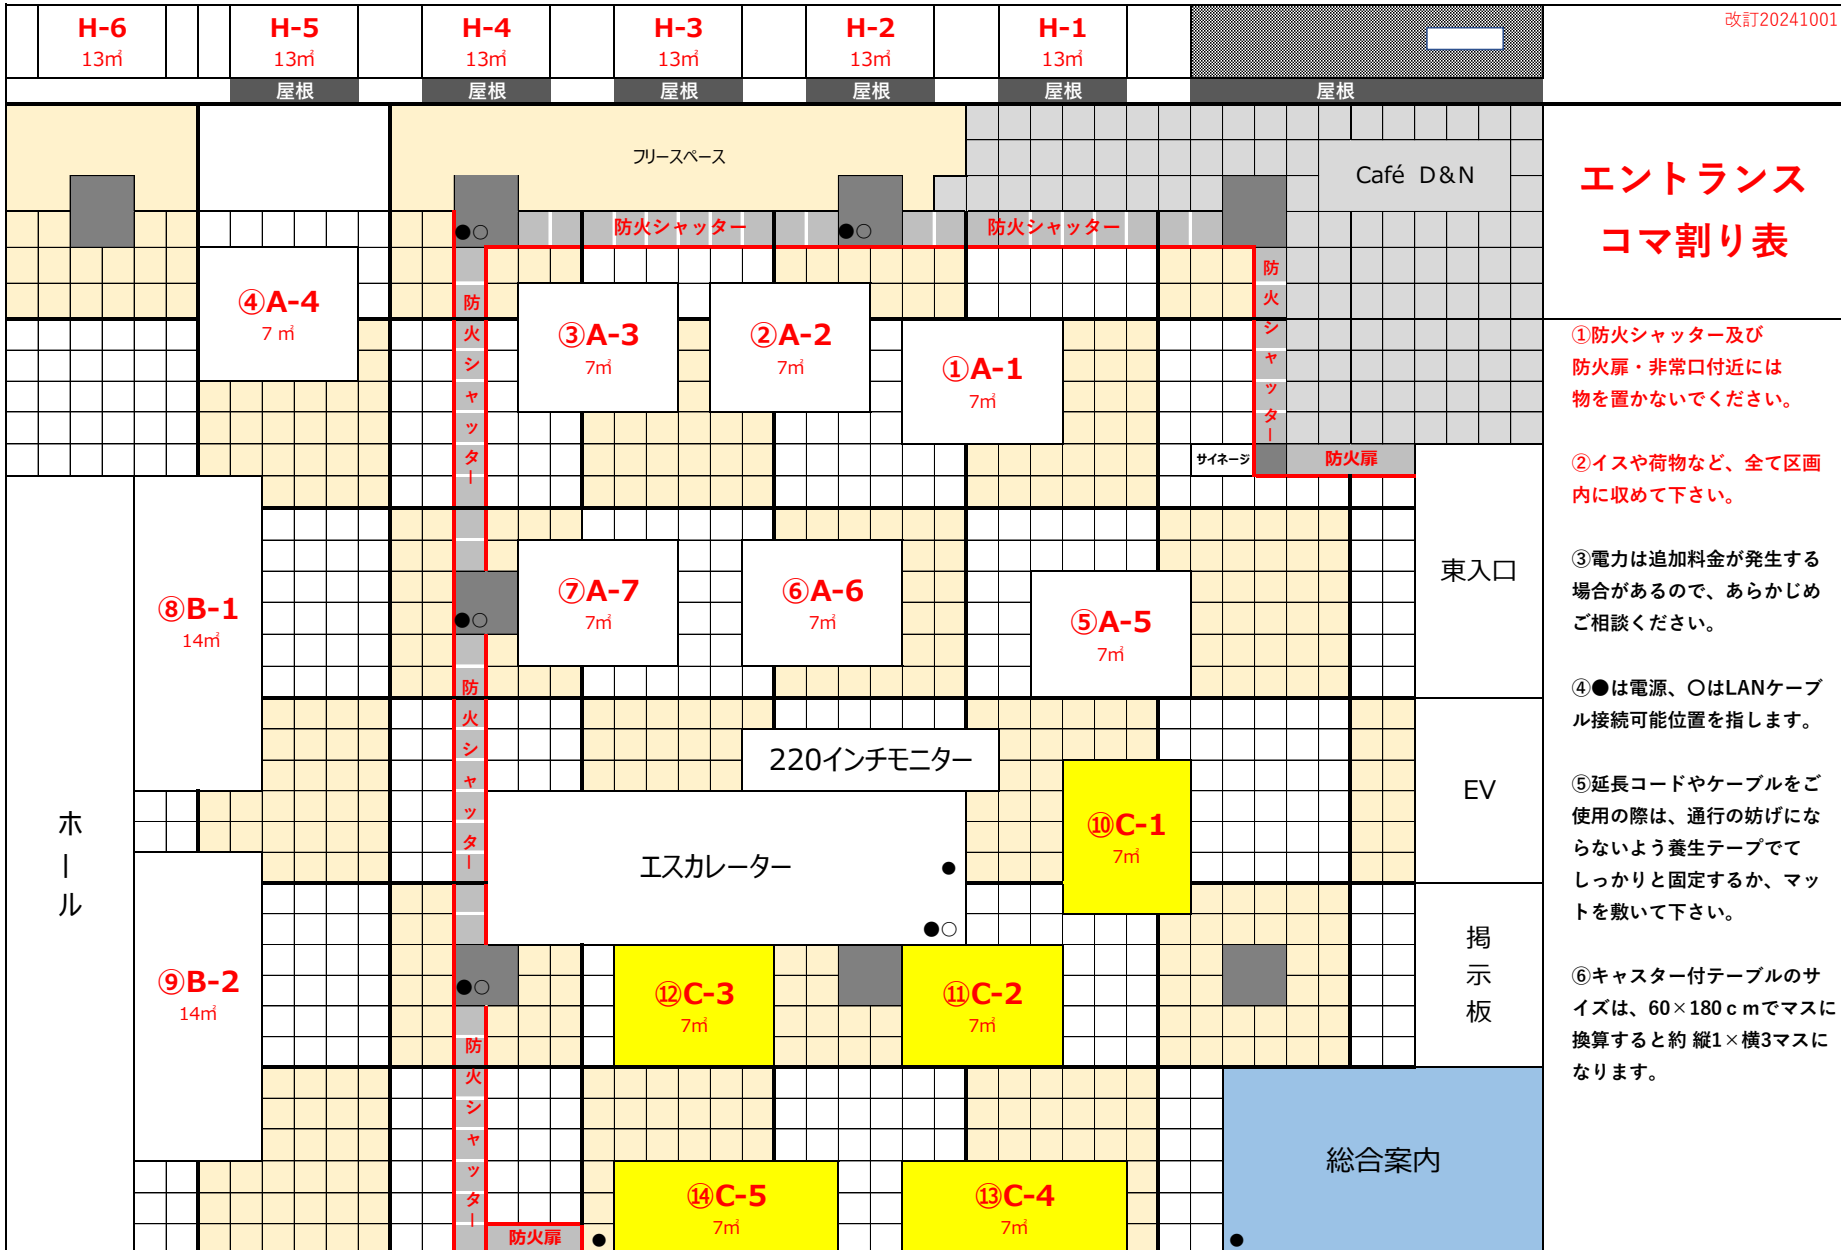 H-6
13㎡
H-5
13㎡
H-4
13㎡
H-3
13㎡
H-2
13㎡
H-1
13㎡
改訂20241001
屋根
屋根
屋根
屋根
屋根
屋根
フリースペース
Café D&N
エントランス
コマ割り表
●○
防火シャッター
●○
防火シャッター
防火シャッター
防火シャッター
④A-4
7㎡
③A-3
7㎡
②A-2
7㎡
①A-1
7㎡
サイネージ
防火扉
①防火シャッター及び
防火扉・非常口付近には
物を置かないでください。
②イスや荷物など、全て区画
内に収めて下さい。
③電力は追加料金が発生する
場合があるので、あらかじめ
ご相談ください。
④●は電源、〇はLANケーブ
ル接続可能位置を指します。
⑤延長コードやケーブルをご
使用の際は、通行の妨げにな
らないよう養生テープでて
しっかりと固定するか、マッ
トを敷いて下さい。
⑥キャスター付テーブルのサ
イズは、60×180ｃｍでマスに
換算すると約 縦1×横3マスに
なります。
⑧B-1
14㎡
●○
⑦A-7
7㎡
⑥A-6
7㎡
⑤A-5
7㎡
東入口
防火シャッター
220インチモニター
EV
ホール
エスカレーター
●
●○
⑩C-1
7㎡
⑨B-2
14㎡
●○
⑫C-3
7㎡
⑪C-2
7㎡
掲示板
防火シャッター
⑭C-5
7㎡
⑬C-4
7㎡
総合案内
防火扉
●
●